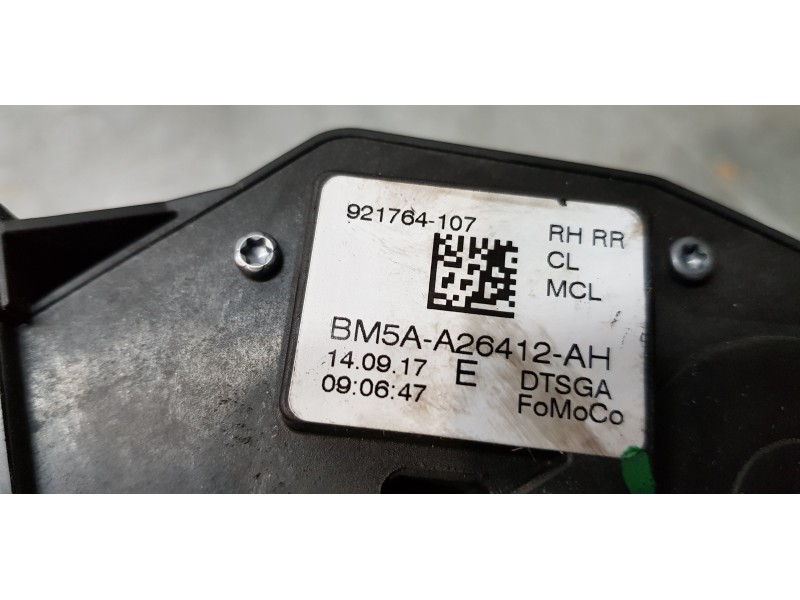 921764-107
RH RR
CL
MCL
BM5A-A26412-AH
14.09.17 E DTSGA
09:06:47 FoMoCo